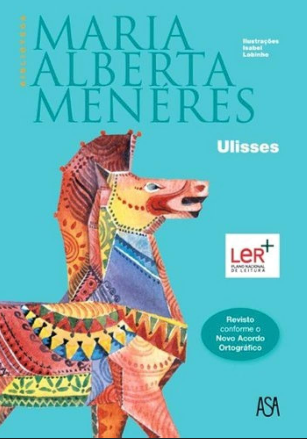 BIBLIOTECA
MARIA
ALBERTA
MENÉRES
Ilustrações
Isabel
Lobinho
Ulisses
LeR+
PLANO NACIONAL
DE LEITURA
Revisto
conforme o
Novo Acordo
Ortográfico
ASA